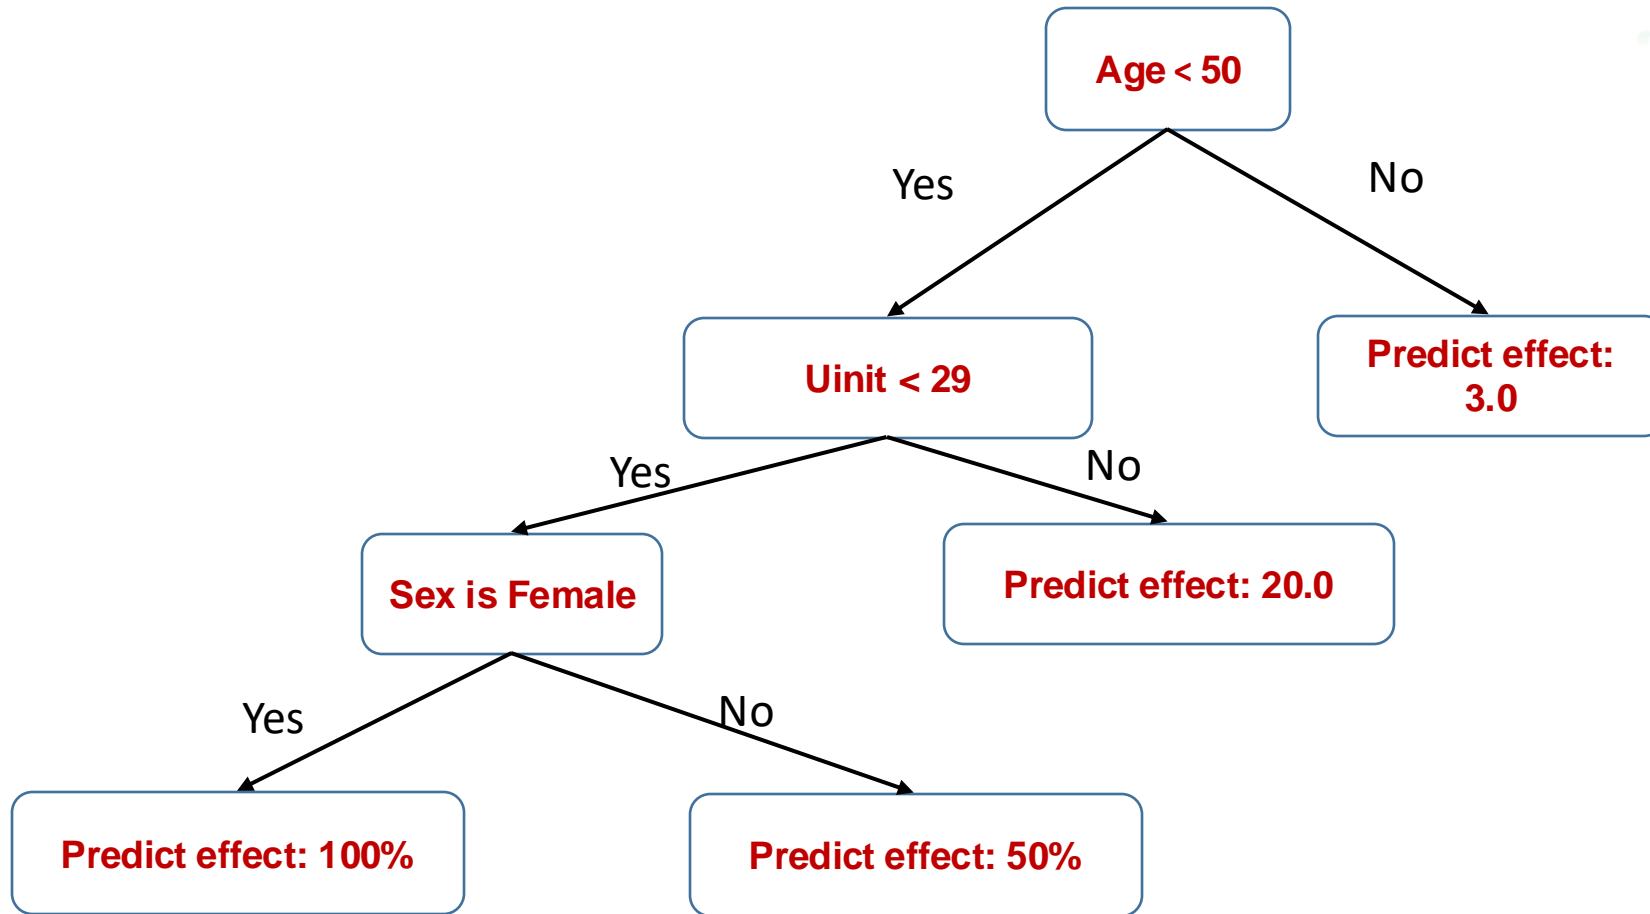 Age < 50
Yes
No
Uinit < 29
Predict effect:
3.0
Yes
No
Sex is Female
Predict effect: 20.0
Yes
No
Predict effect: 100%
Predict effect: 50%